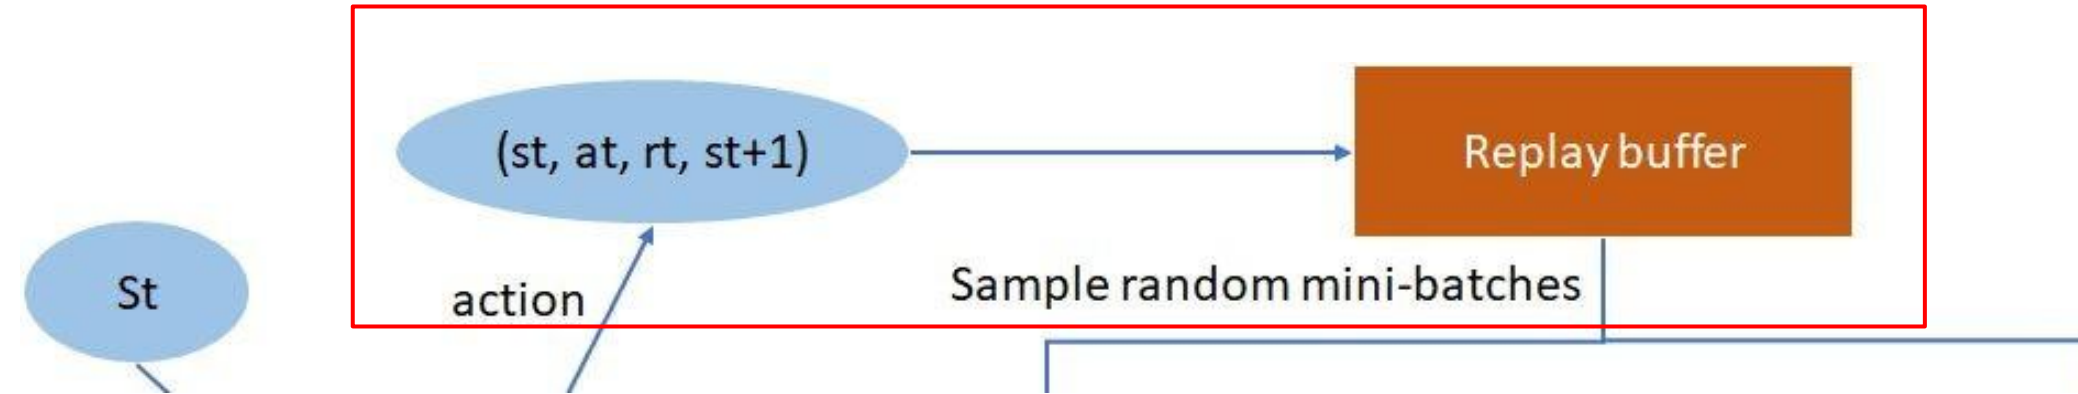 (st, at, rt, st+1)
Replay buffer
St
action
Sample random mini-batches